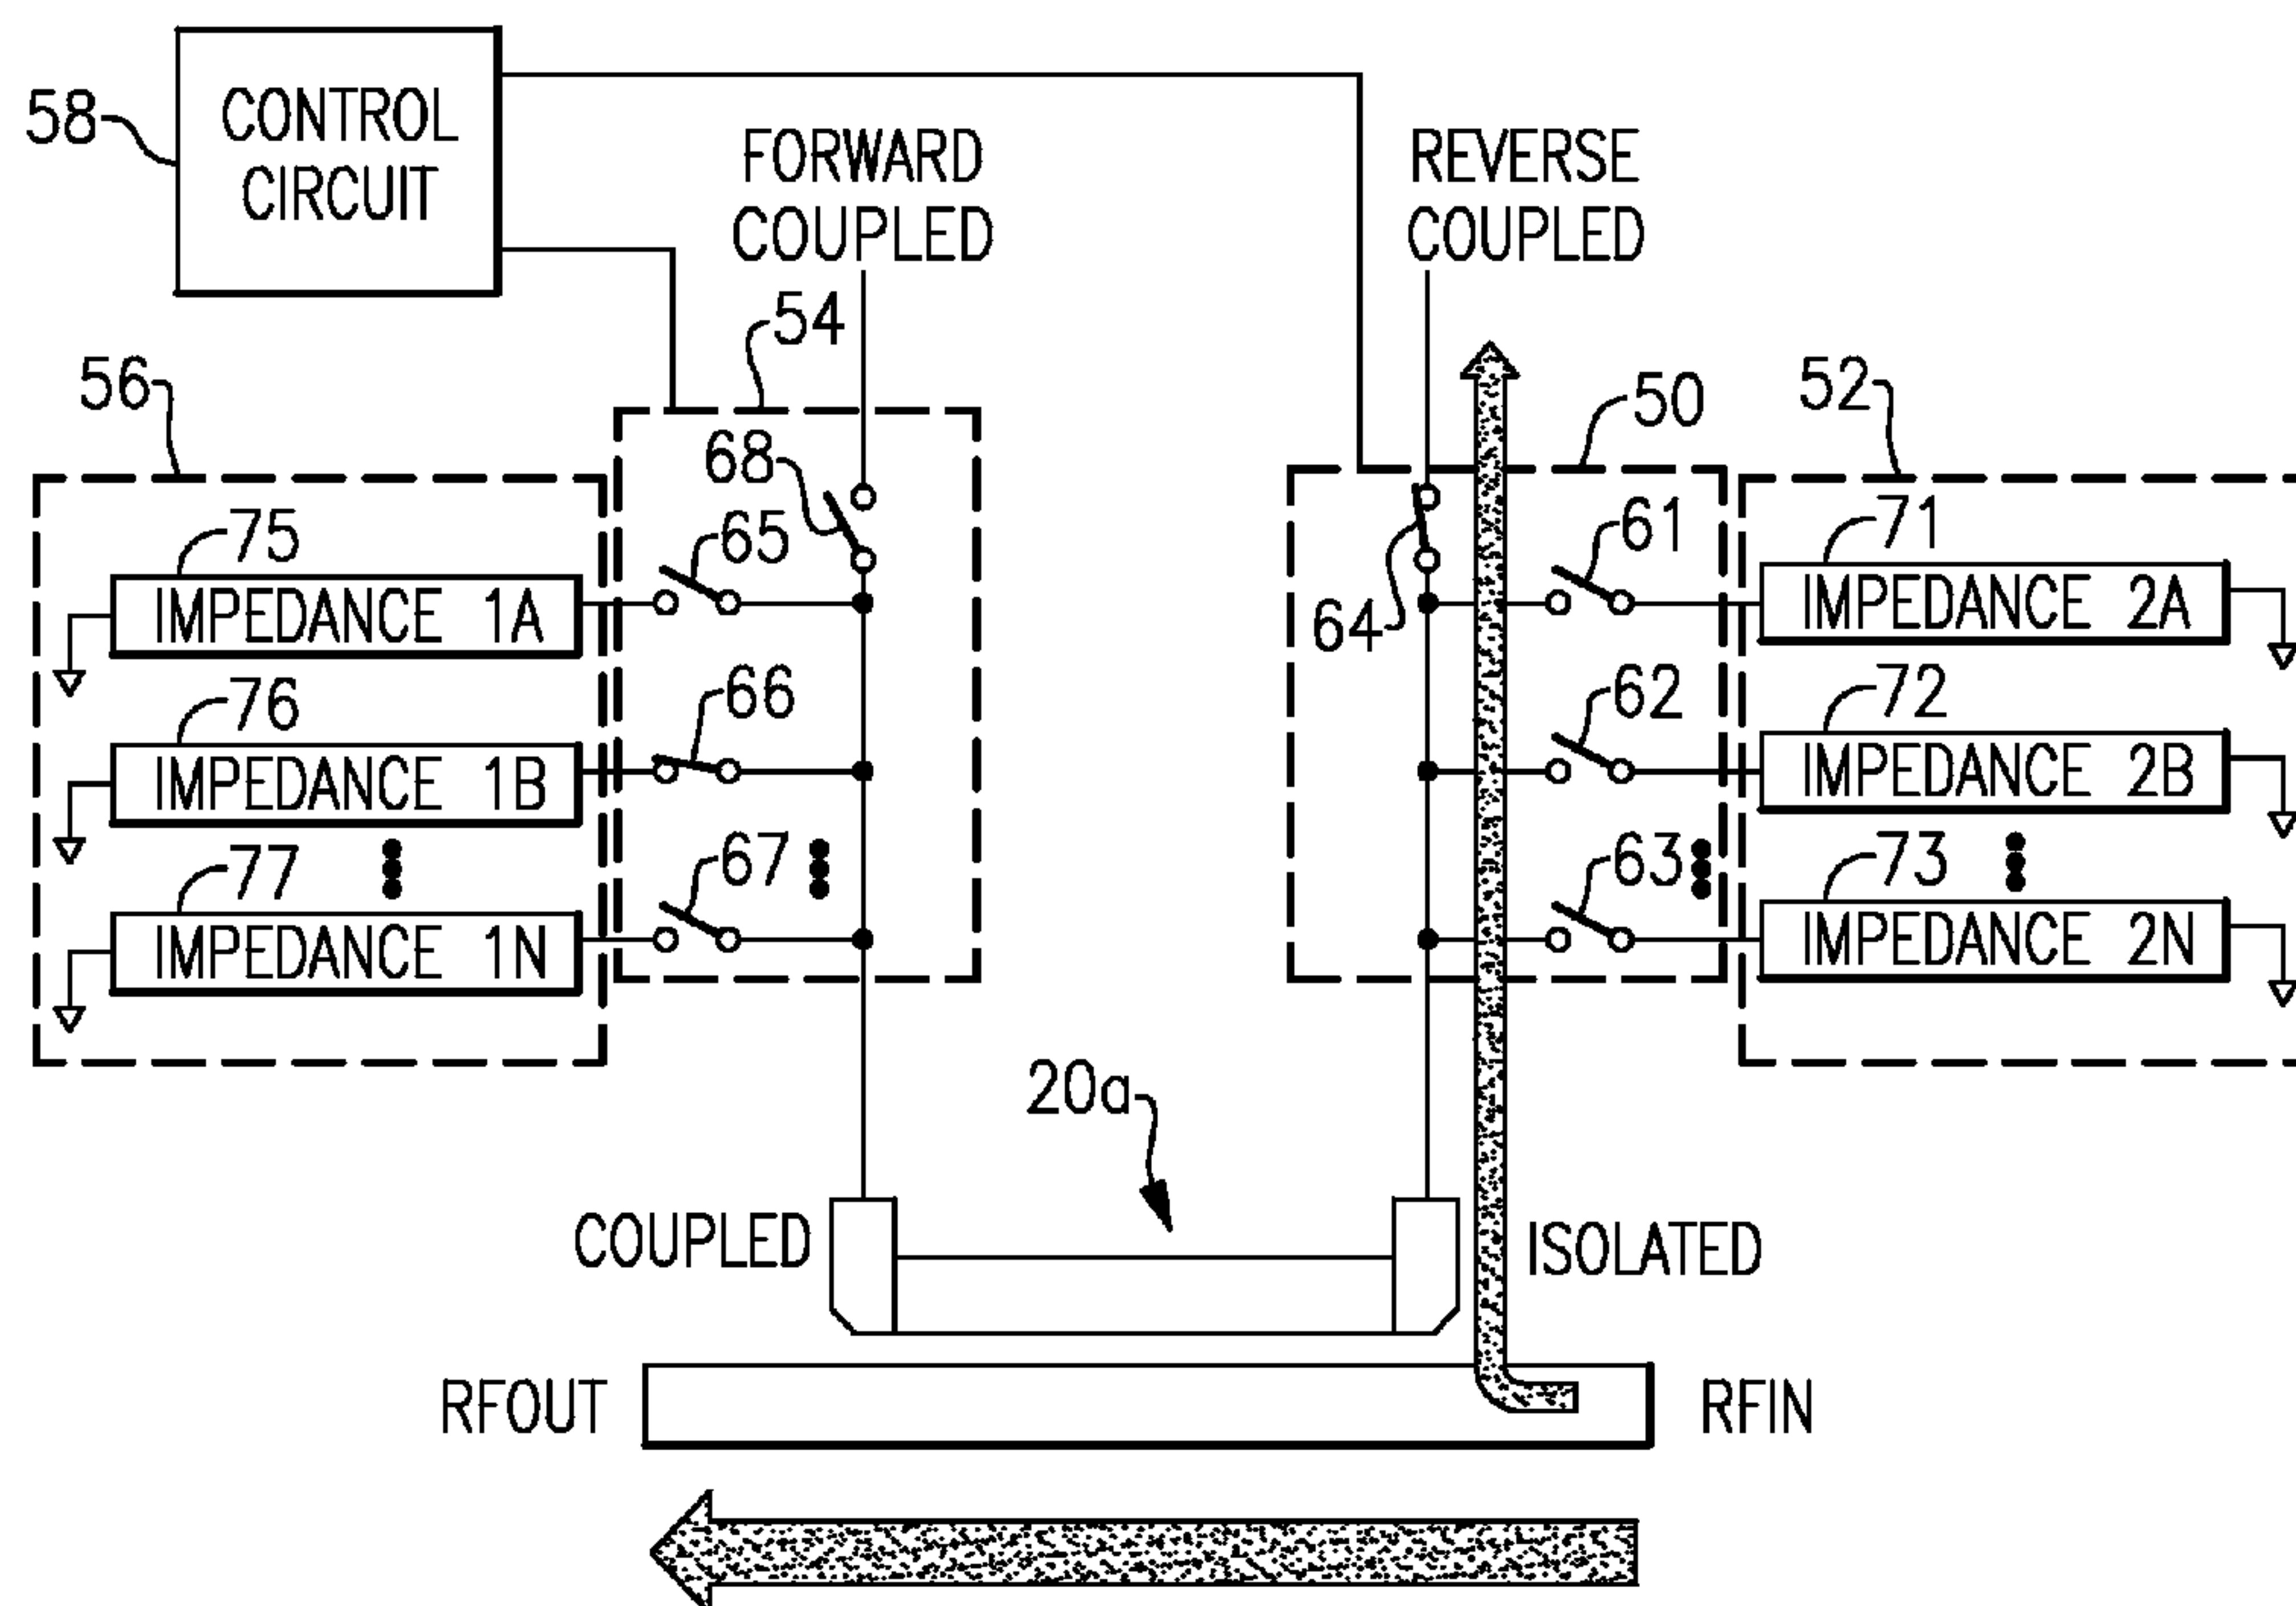 58
CONTROL
CIRCUIT
FORWARD
COUPLED
REVERSE
COUPLED
54
56
50
52
68
65
64
61
75
IMPEDANCE 1A
71
IMPEDANCE 2A
66
62
76
IMPEDANCE 1B
72
IMPEDANCE 2B
67
63
77
IMPEDANCE 1N
73
IMPEDANCE 2N
20a
COUPLED
ISOLATED
RFOUT
RFIN